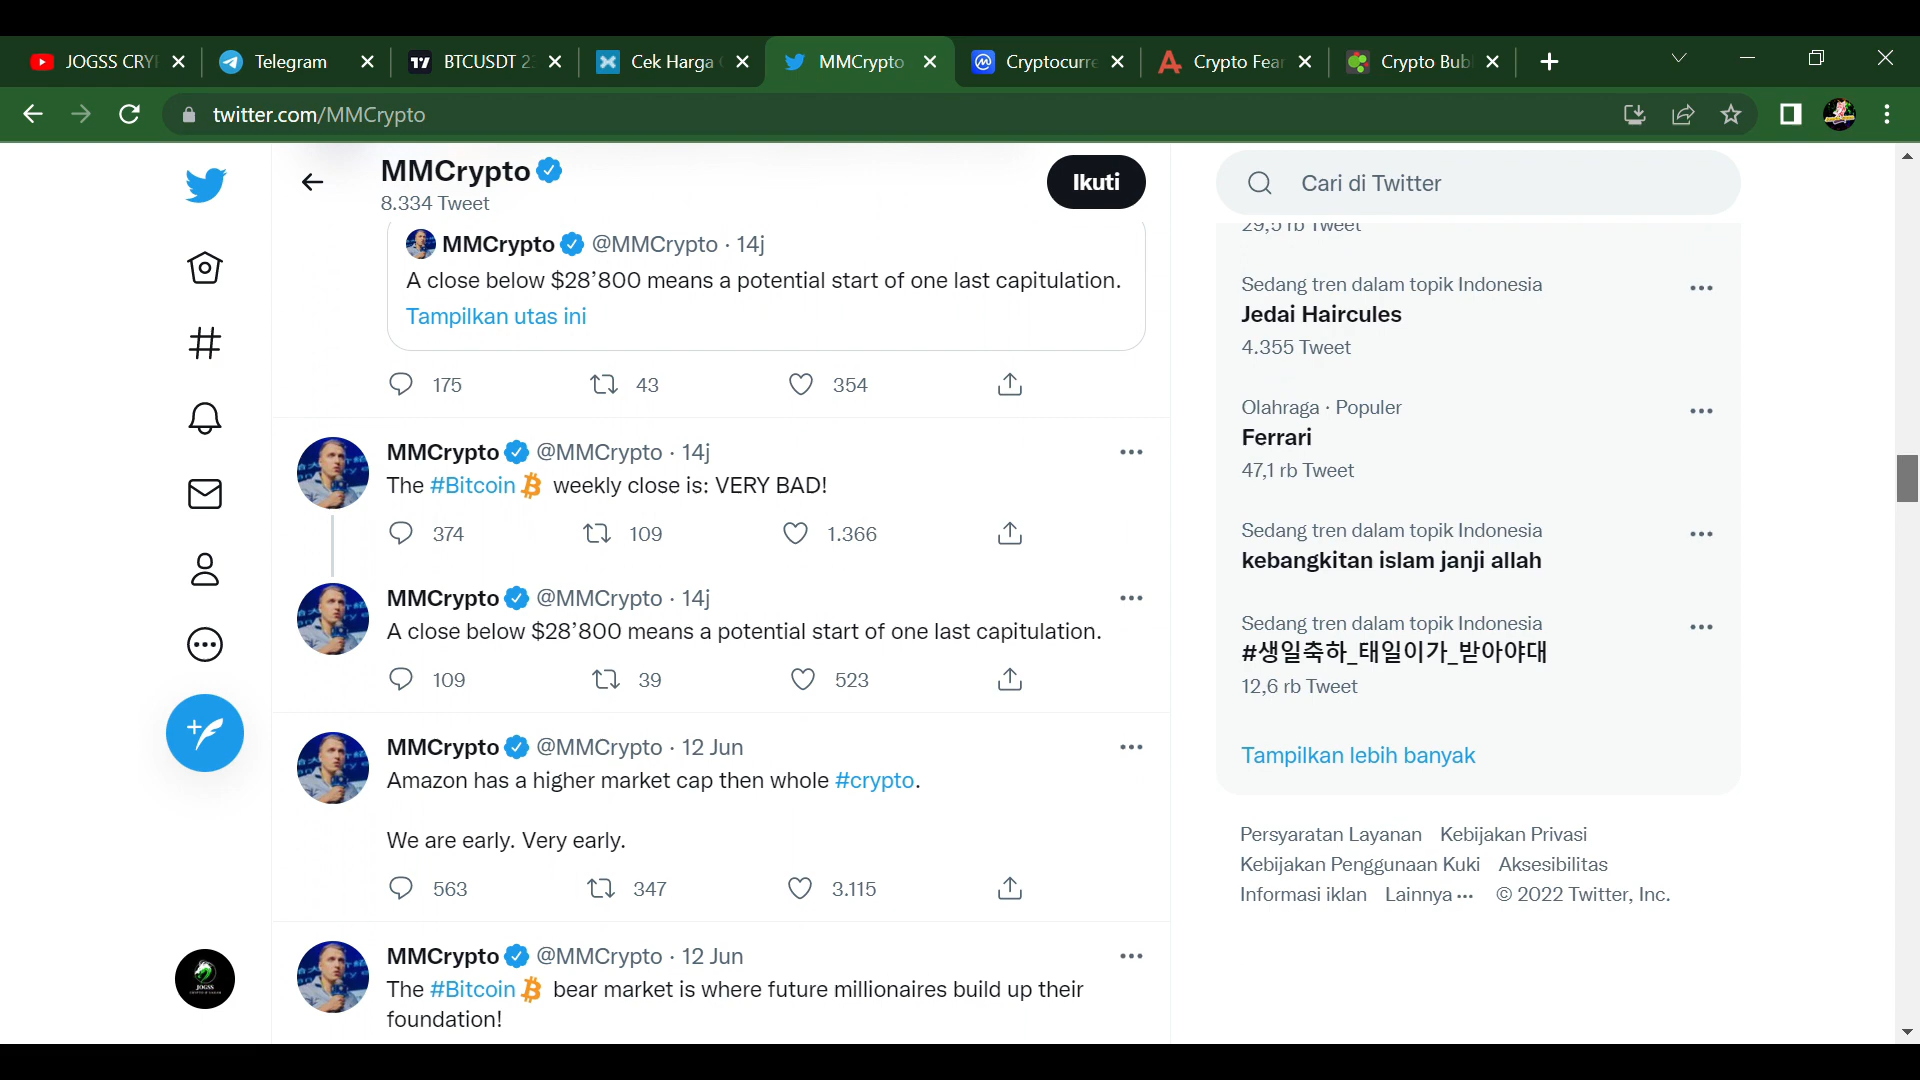 JOGSS CRY
Telegram
BTCUSDT 2
Cek Harga
MMCrypto
Cryptocurre
Crypto Fear
Crypto Bub
twitter.com/MMCrypto
MMCrypto
8.334 Tweet
Ikuti
Cari di Twitter
MMCrypto @MMCrypto · 14j
A close below $28’800 means a potential start of one last capitulation.
Tampilkan utas ini
175 43 354
MMCrypto @MMCrypto · 14j
The #Bitcoin weekly close is: VERY BAD!
374 109 1.366
MMCrypto @MMCrypto · 14j
A close below $28’800 means a potential start of one last capitulation.
109 39 523
MMCrypto @MMCrypto · 12 Jun
Amazon has a higher market cap then whole #crypto.
We are early. Very early.
563 347 3.115
MMCrypto @MMCrypto · 12 Jun
The #Bitcoin bear market is where future millionaires build up their
foundation!
29,5 rb Tweet
Sedang tren dalam topik Indonesia
Jedai Haircules
4.355 Tweet
Olahraga · Populer
Ferrari
47,1 rb Tweet
Sedang tren dalam topik Indonesia
kebangkitan islam janji allah
Sedang tren dalam topik Indonesia
#생일축하_태일이가_받아야대
12,6 rb Tweet
Tampilkan lebih banyak
Persyaratan Layanan Kebijakan Privasi
Kebijakan Penggunaan Kuki Aksesibilitas
Informasi iklan Lainnya ··· © 2022 Twitter, Inc.
JOGSS